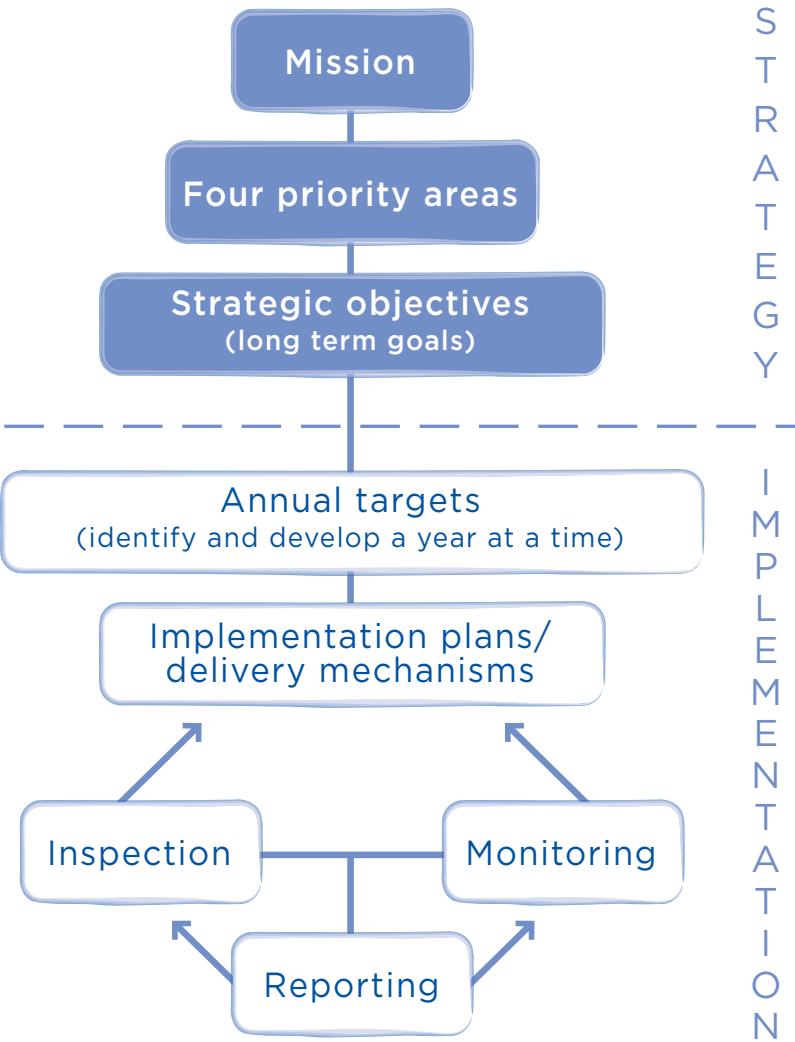 Mission
Four priority areas
Strategic objectives
(long term goals)
STRATEGY
Annual targets
(identify and develop a year at a time)
Implementation plans/
delivery mechanisms
Inspection
Monitoring
Reporting
IMPLEMENTATION